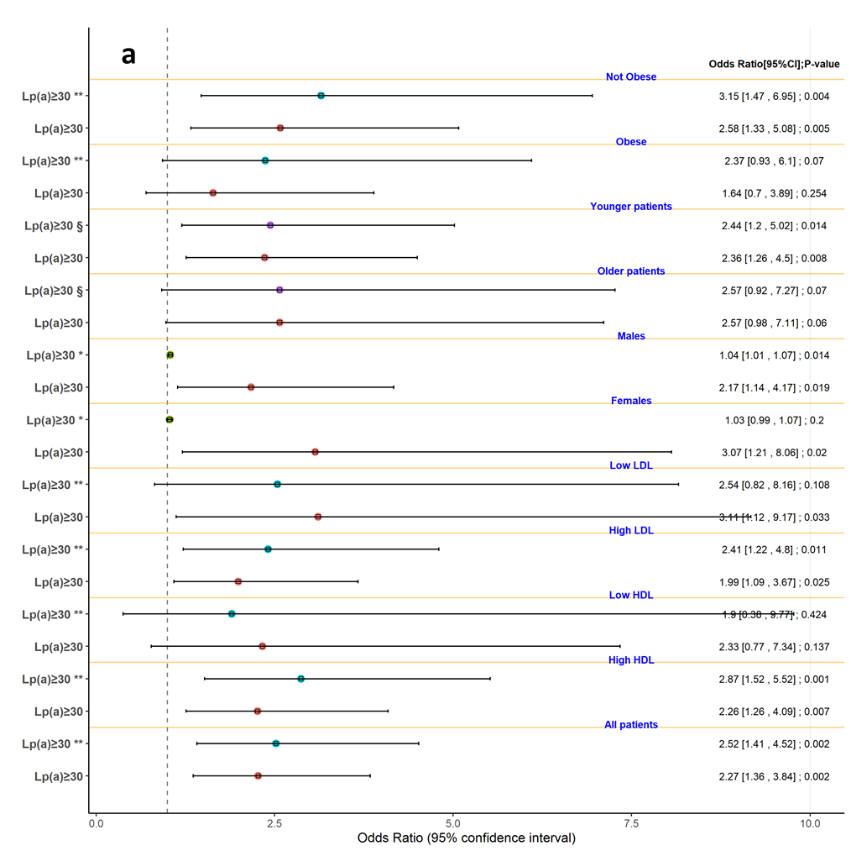 a
Odds Ratio[95%CI];P-value
Not Obese
Lp(a)≥30 ** 3.15 [1.47 , 6.95] ; 0.004
Lp(a)≥30 2.58 [1.33 , 5.08] ; 0.005
Obese
Lp(a)≥30 ** 2.37 [0.93 , 6.1] ; 0.07
Lp(a)≥30 1.64 [0.7 , 3.89] ; 0.254
Younger patients
Lp(a)≥30 § 2.44 [1.2 , 5.02] ; 0.014
Lp(a)≥30 2.36 [1.26 , 4.5] ; 0.008
Older patients
Lp(a)≥30 § 2.57 [0.92 , 7.27] ; 0.07
Lp(a)≥30 2.57 [0.98 , 7.11] ; 0.06
Males
Lp(a)≥30 * 1.04 [1.01 , 1.07] ; 0.014
Lp(a)≥30 2.17 [1.14 , 4.17] ; 0.019
Females
Lp(a)≥30 * 1.03 [0.99 , 1.07] ; 0.2
Lp(a)≥30 3.07 [1.21 , 8.06] ; 0.02
Low LDL
Lp(a)≥30 ** 2.54 [0.82 , 8.16] ; 0.108
Lp(a)≥30 3.11 [1.12 , 9.17] ; 0.033
High LDL
Lp(a)≥30 ** 2.41 [1.22 , 4.8] ; 0.011
Lp(a)≥30 1.99 [1.09 , 3.67] ; 0.025
Low HDL
Lp(a)≥30 ** 1.9 [0.38 , 9.77] ; 0.424
Lp(a)≥30 2.33 [0.77 , 7.34] ; 0.137
High HDL
Lp(a)≥30 ** 2.87 [1.52 , 5.52] ; 0.001
Lp(a)≥30 2.26 [1.26 , 4.09] ; 0.007
All patients
Lp(a)≥30 ** 2.52 [1.41 , 4.52] ; 0.002
Lp(a)≥30 2.27 [1.36 , 3.84] ; 0.002
0.0 2.5 5.0 7.5 10.0
Odds Ratio (95% confidence interval)